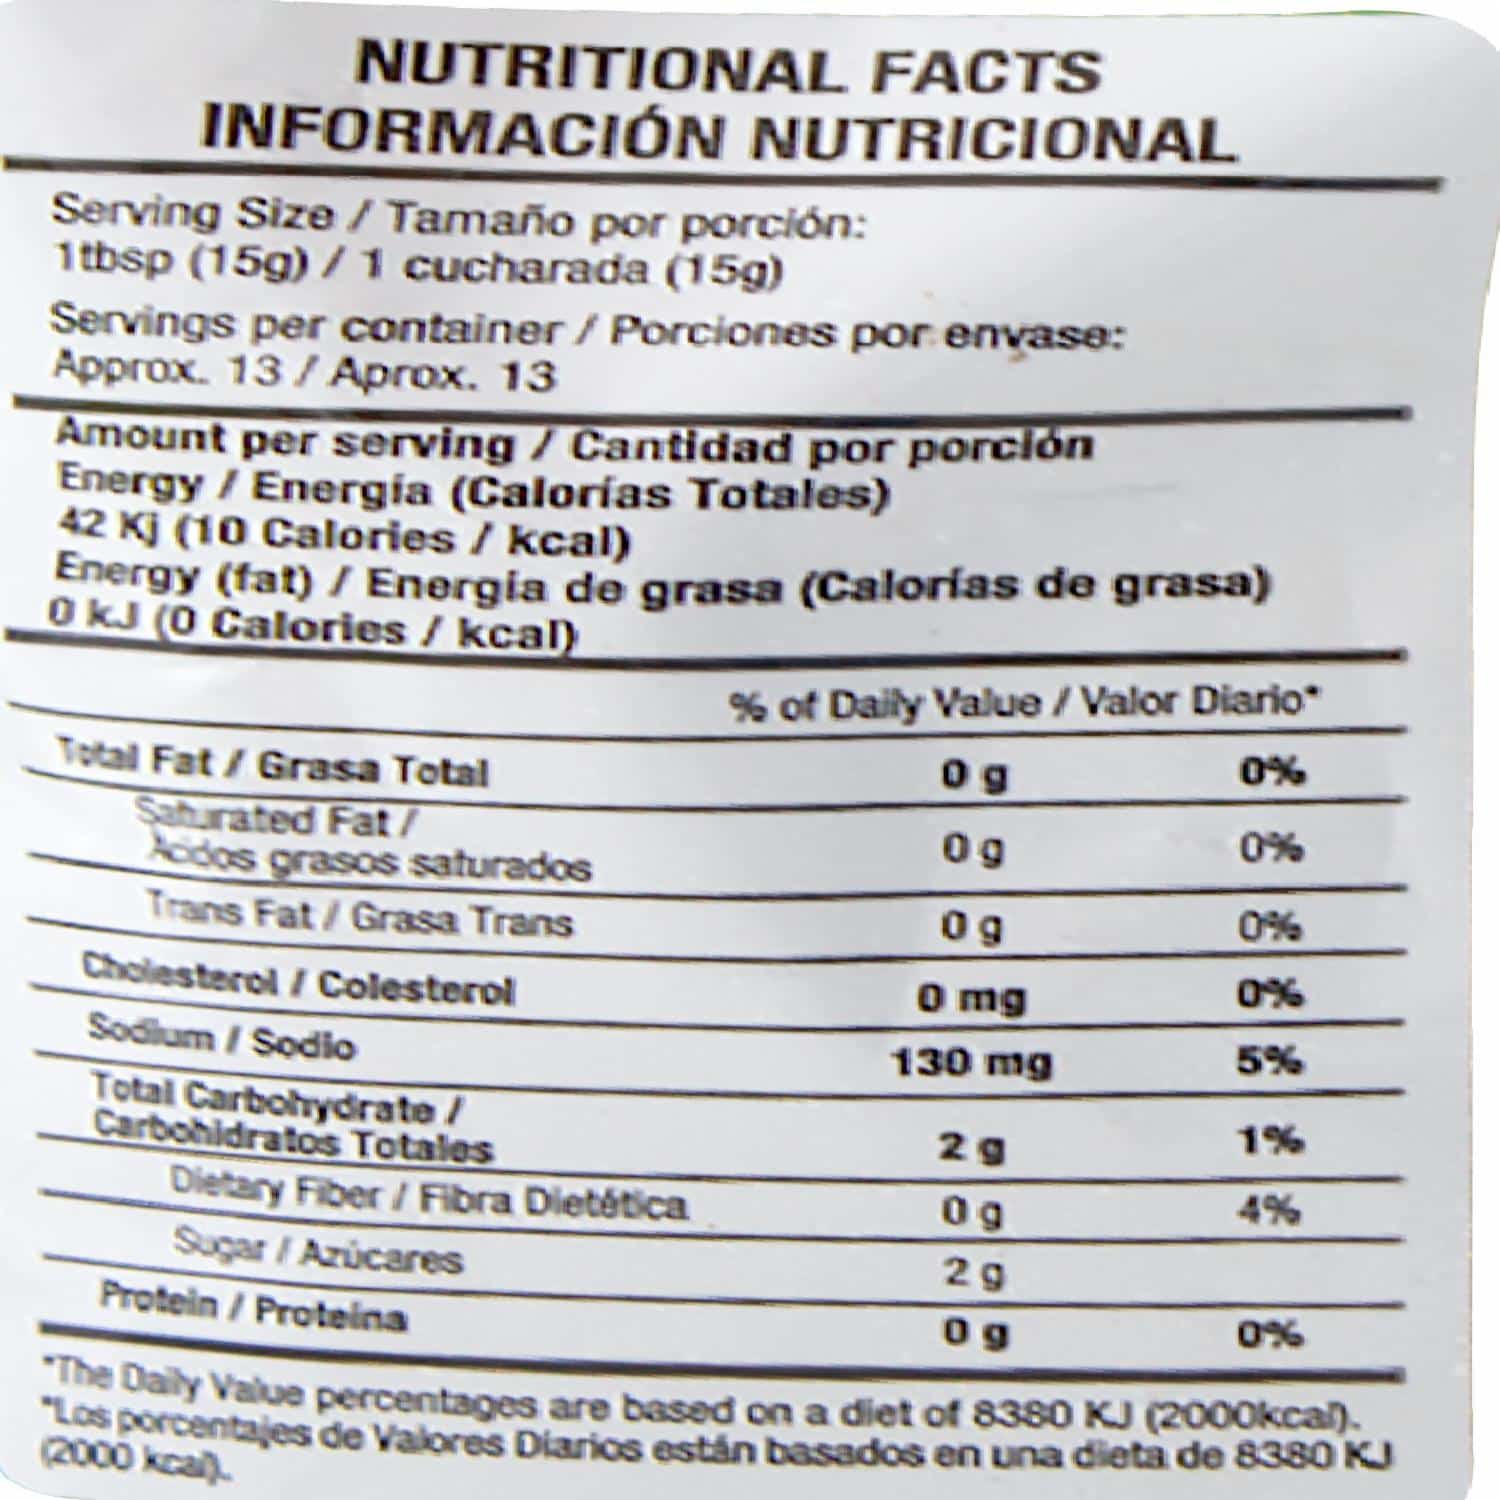 NUTRITIONAL FACTS
INFORMACIÓN NUTRICIONAL
Serving Size / Tamaño por porción:
1tbsp (15g) / 1 cucharada (15g)
Servings per container / Porciones por envase:
Approx. 13 / Aprox. 13
Amount per serving / Cantidad por porción
Energy / Energía (Calorías Totales)
42 Kj (10 Calories / kcal)
Energy (fat) / Energía de grasa (Calorías de grasa)
0 kJ (0 Calories / kcal)
% of Daily Value / Valor Diario*
Total Fat / Grasa Total 0 g 0%
Saturated Fat /
Ácidos grasos saturados 0 g 0%
Trans Fat / Grasa Trans 0 g 0%
Cholesterol / Colesterol 0 mg 0%
Sodium / Sodio 130 mg 5%
Total Carbohydrate /
Carbohidratos Totales 2 g 1%
Dietary Fiber / Fibra Dietética 0 g 4%
Sugar / Azúcares 2 g
Protein / Proteína 0 g 0%
*The Daily Value percentages are based on a diet of 8380 KJ (2000kcal).
*Los porcentajes de Valores Diarios están basados en una dieta de 8380 KJ
(2000 kcal).